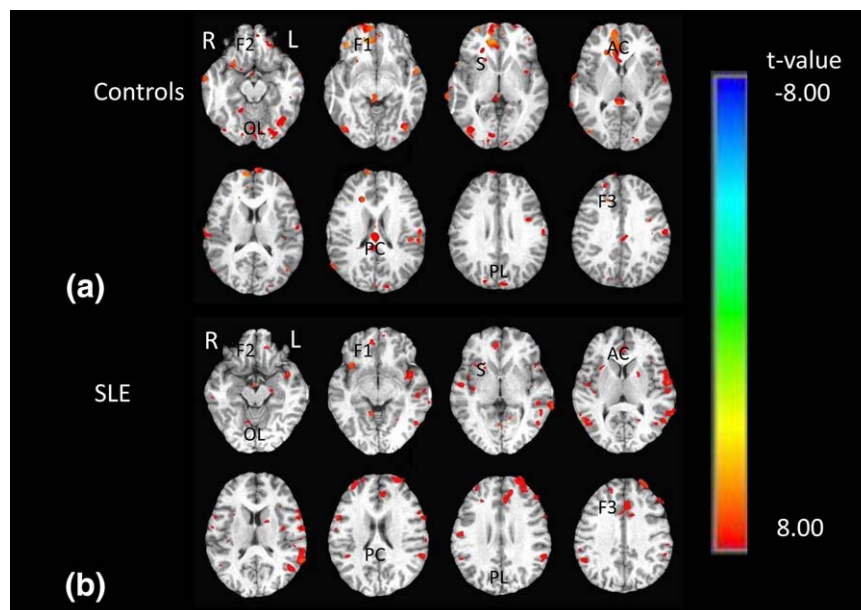 R F2 L F1 S AC
Controls
OL
PC PL F3
(a)
t-value
-8.00
8.00
R F2 L F1 S AC
SLE
OL
PC PL F3
(b)